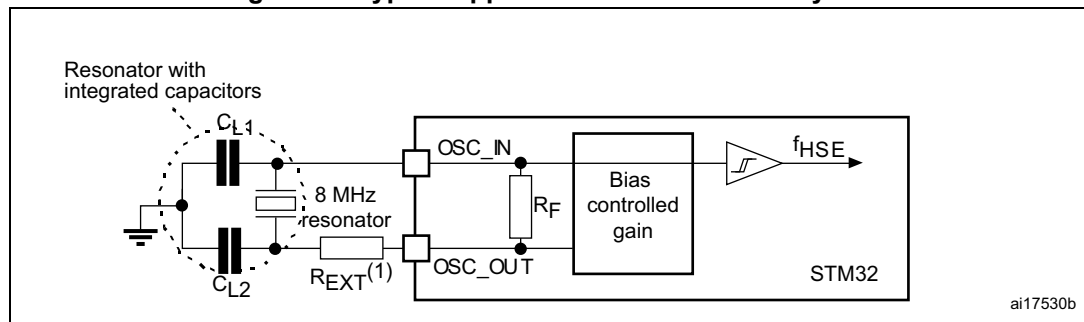 Resonator with
integrated capacitors
CL1
8 MHz
resonator
CL2
REXT(1)
OSC_IN
OSC_OUT
RF
Bias
controlled
gain
fHSE
STM32
ai17530b